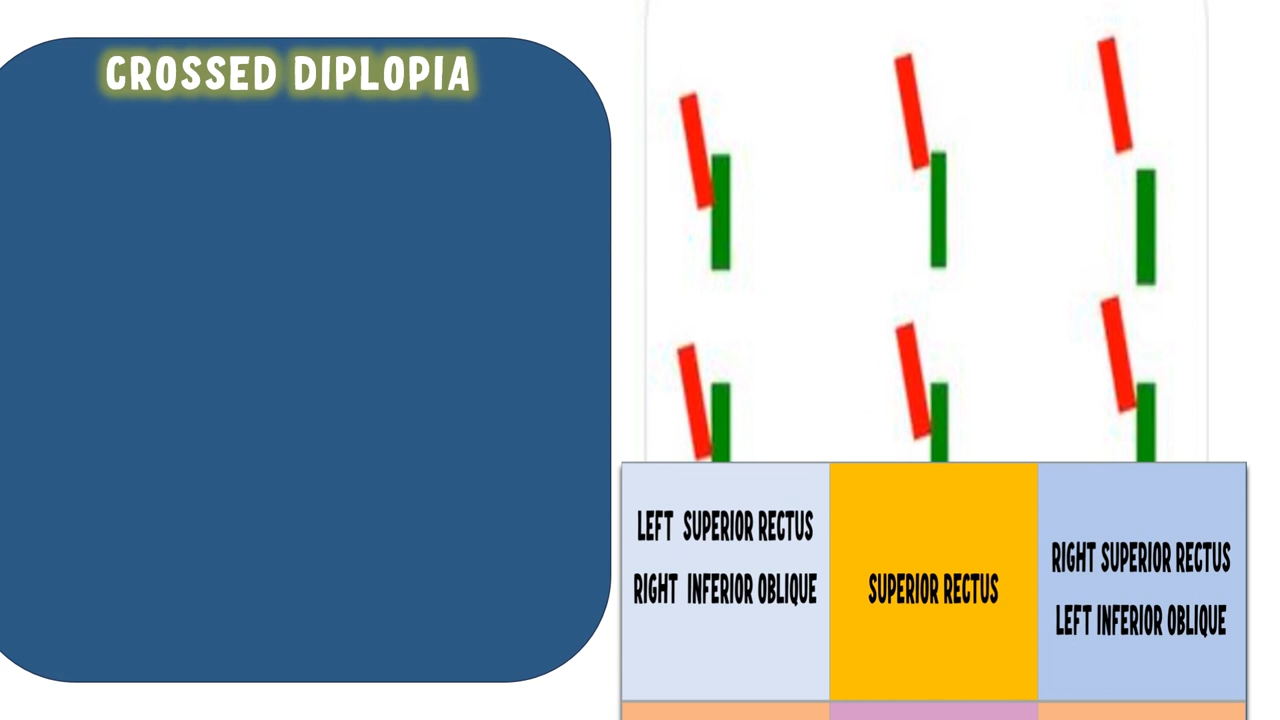 CROSSED DIPLOPIA
LEFT SUPERIOR RECTUS
RIGHT INFERIOR OBLIQUE
SUPERIOR RECTUS
RIGHT SUPERIOR RECTUS
LEFT INFERIOR OBLIQUE